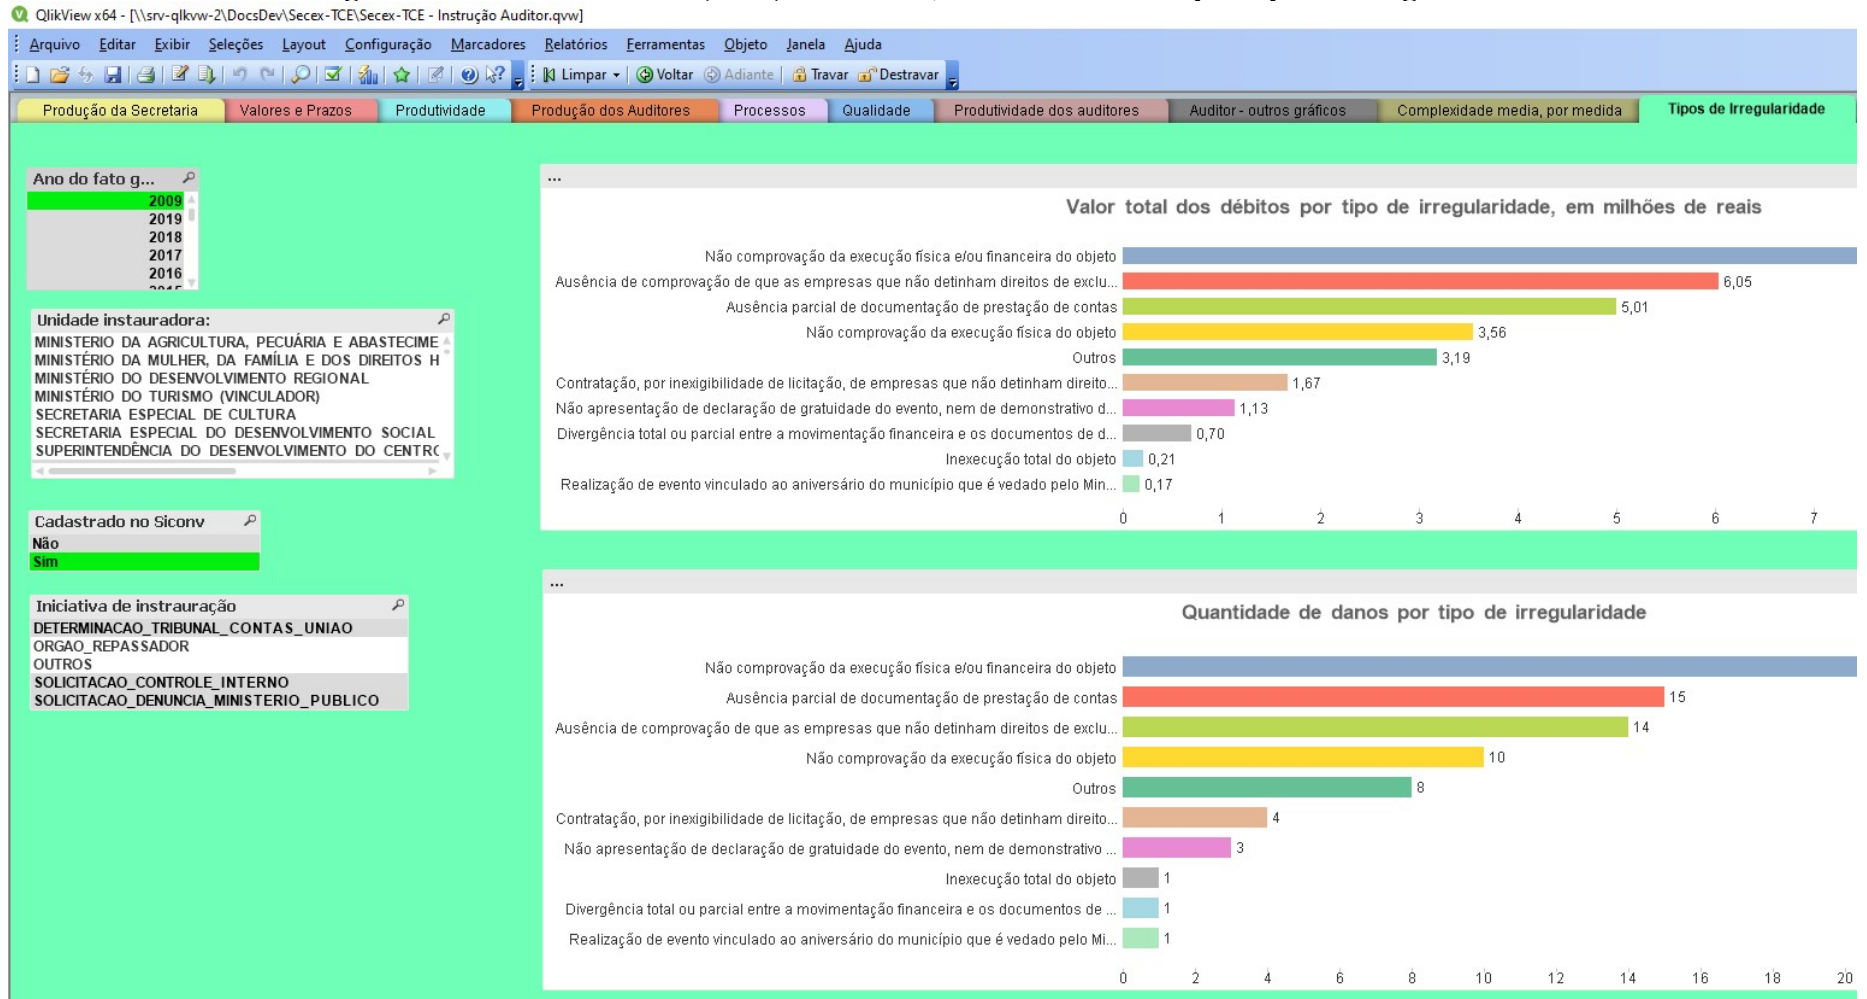 QlikView x64 - [\\srv-qlkvw-2\DocsDev\Secex-TCE\Secex-TCE - Instrução Auditor.qvw]
Arquivo Editar Exibir Seleções Layout Configuração Marcadores Relatórios Ferramentas Objeto Janela Ajuda
Limpar Voltar Adiante Travar Destravar
Produção da Secretaria Valores e Prazos Produtividade Produção dos Auditores Processos Qualidade Produtividade dos auditores Auditor - outros gráficos Complexidade media, por medida Tipos de Irregularidade
Ano do fato g...
2009
2019
2018
2017
2016
2015
Unidade instauradora:
MINISTERIO DA AGRICULTURA, PECUÁRIA E ABASTECIME
MINISTÉRIO DA MULHER, DA FAMÍLIA E DOS DIREITOS H
MINISTÉRIO DO DESENVOLVIMENTO REGIONAL
MINISTÉRIO DO TURISMO (VINCULADOR)
SECRETARIA ESPECIAL DE CULTURA
SECRETARIA ESPECIAL DO DESENVOLVIMENTO SOCIAL
SUPERINTENDÊNCIA DO DESENVOLVIMENTO DO CENTRO
Cadastrado no Siconv
Não
Sim
Iniciativa de instrauração
DETERMINACAO_TRIBUNAL_CONTAS_UNIAO
ORGAO_REPASSADOR
OUTROS
SOLICITACAO_CONTROLE_INTERNO
SOLICITACAO_DENUNCIA_MINISTERIO_PUBLICO
...
Valor total dos débitos por tipo de irregularidade, em milhões de reais
Não comprovação da execução física e/ou financeira do objeto
Ausência de comprovação de que as empresas que não detinham direitos de exclu... 6,05
Ausência parcial de documentação de prestação de contas 5,01
Não comprovação da execução física do objeto 3,56
Outros 3,19
Contratação, por inexigibilidade de licitação, de empresas que não detinham direito... 1,67
Não apresentação de declaração de gratuidade do evento, nem de demonstrativo d... 1,13
Divergência total ou parcial entre a movimentação financeira e os documentos de d... 0,70
Inexecução total do objeto 0,21
Realização de evento vinculado ao aniversário do município que é vedado pelo Min... 0,17
0 1 2 3 4 5 6 7
...
Quantidade de danos por tipo de irregularidade
Não comprovação da execução física e/ou financeira do objeto
Ausência parcial de documentação de prestação de contas 15
Ausência de comprovação de que as empresas que não detinham direitos de exclu... 14
Não comprovação da execução física do objeto 10
Outros 8
Contratação, por inexigibilidade de licitação, de empresas que não detinham direito... 4
Não apresentação de declaração de gratuidade do evento, nem de demonstrativo ... 3
Inexecução total do objeto 1
Divergência total ou parcial entre a movimentação financeira e os documentos de ... 1
Realização de evento vinculado ao aniversário do município que é vedado pelo Mi... 1
0 2 4 6 8 10 12 14 16 18 20